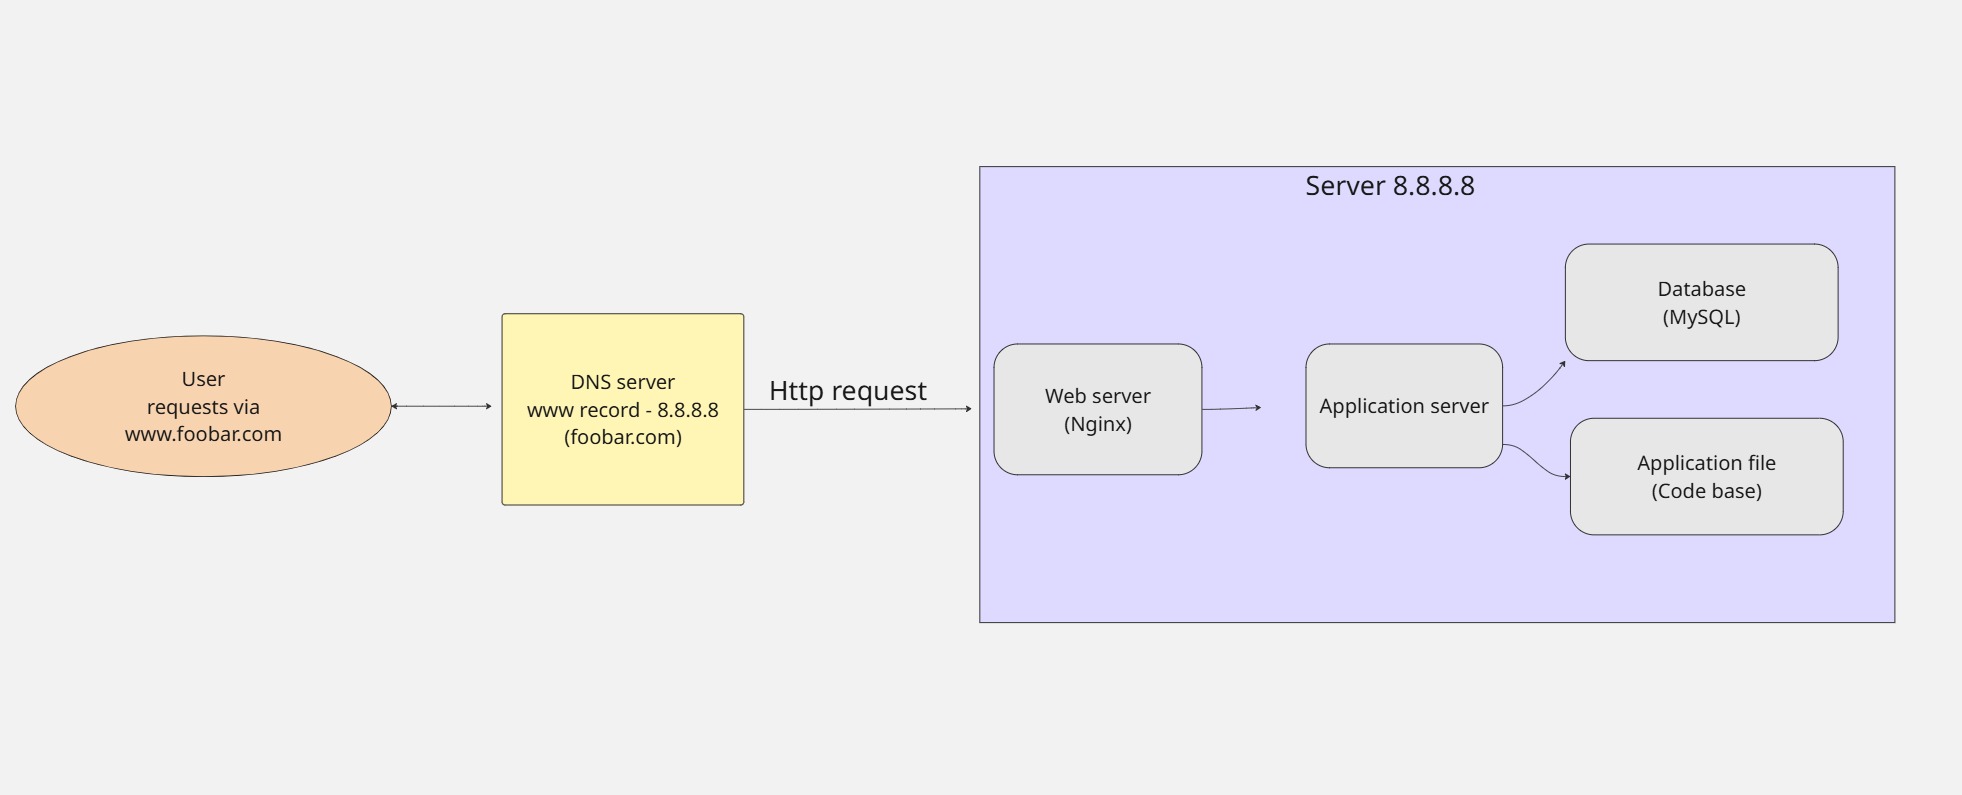 Server 8.8.8.8
User
requests via
www.foobar.com
DNS server
www record - 8.8.8.8
(foobar.com)
Http request
Web server
(Nginx)
Application server
Database
(MySQL)
Application file
(Code base)